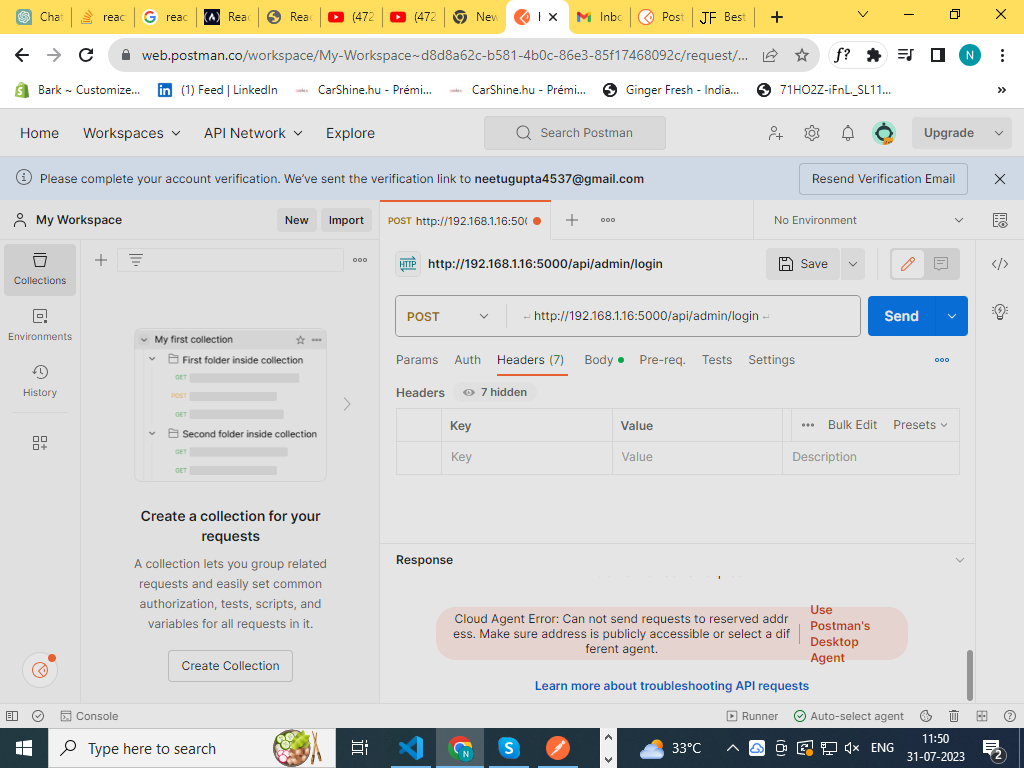 Chat
reac
reac
Reac
Reac
(472
(472
New
Inbc
Post
JF Best
web.postman.co/workspace/My-Workspace~d8d8a62c-b581-4b0c-86e3-85f17468092c/request/...
f?
N
Bark ~ Customize...
(1) Feed | LinkedIn
CarShine.hu - Prémi...
CarShine.hu - Prémi...
Ginger Fresh - India...
71HO2Z-iFnL._SL11...
»
Home
Workspaces
API Network
Explore
Search Postman
Upgrade
Please complete your account verification. We've sent the verification link to neetugupta4537@gmail.com
Resend Verification Email
My Workspace
New
Import
POST http://192.168.1.16:500
No Environment
Collections
Environments
History
My first collection
First folder inside collection
GET
POST
GET
Second folder inside collection
GET
GET
Create a collection for your
requests
A collection lets you group related
requests and easily set common
authorization, tests, scripts, and
variables for all requests in it.
Create Collection
HTTP
http://192.168.1.16:5000/api/admin/login
Save
POST
↵ http://192.168.1.16:5000/api/admin/login ↵
Send
Params
Auth
Headers (7)
Body
Pre-req.
Tests
Settings
Headers
7 hidden
Key
Value
Bulk Edit
Presets
Key
Value
Description
Response
Cloud Agent Error: Can not send requests to reserved addr
ess. Make sure address is publicly accessible or select a dif
ferent agent.
Use
Postman's
Desktop
Agent
Learn more about troubleshooting API requests
Console
Runner
Auto-select agent
Type here to search
N
33°C
ENG
11:50
31-07-2023
2